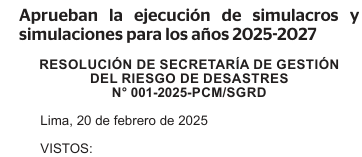 Aprueban la ejecución de simulacros y
simulaciones para los años 2025-2027
RESOLUCIÓN DE SECRETARÍA DE GESTIÓN
DEL RIESGO DE DESASTRES
N° 001-2025-PCM/SGRD
Lima, 20 de febrero de 2025
VISTOS: